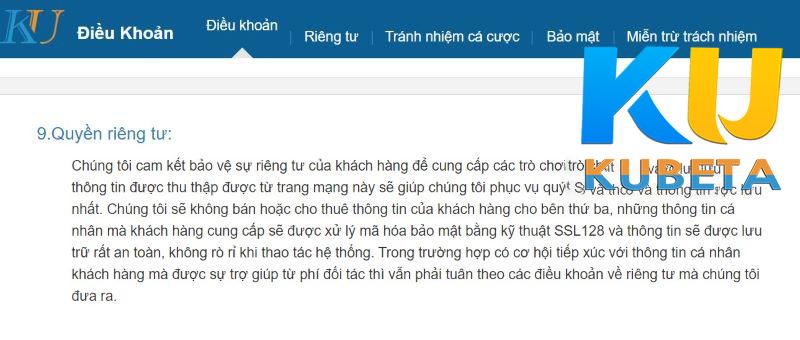 KU Điều Khoản Điều khoản Riêng tư Tránh nhiệm cá cược Bảo mật Miễn trừ trách nhiệm
KU
KUBETA
9.Quyền riêng tư:
Chúng tôi cam kết bảo vệ sự riêng tư của khách hàng để cung cấp các trò chơi trò
thông tin được thu thập được từ trang mạng này sẽ giúp chúng tôi phục vụ quý
nhất. Chúng tôi sẽ không bán hoặc cho thuê thông tin của khách hàng cho bên thứ ba, những thông tin cá
nhân mà khách hàng cung cấp sẽ được xử lý mã hóa bảo mật bằng kỹ thuật SSL128 và thông tin sẽ được lưu
trữ rất an toàn, không rò rỉ khi thao tác hệ thống. Trong trường hợp có cơ hội tiếp xúc với thông tin cá nhân
khách hàng mà được sự trợ giúp từ phí đối tác thì vẫn phải tuân theo các điều khoản về riêng tư mà chúng tôi
đưa ra.